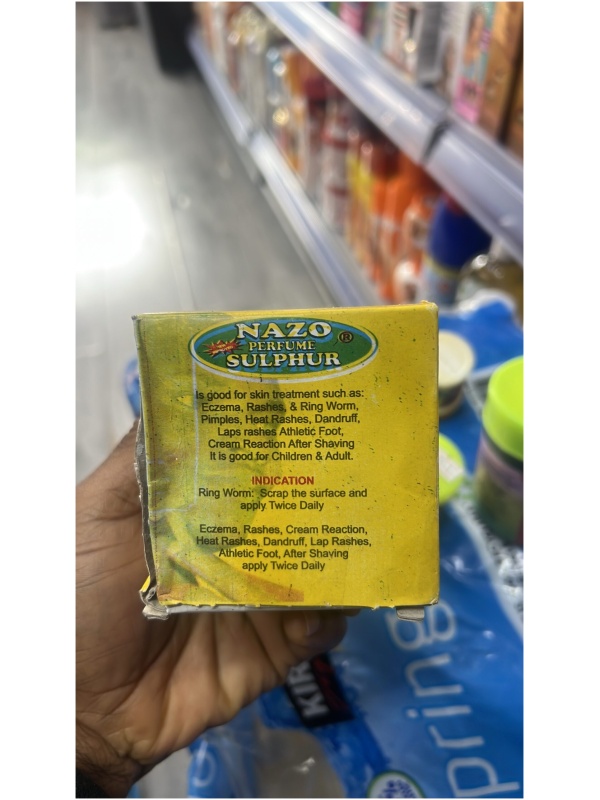 NAZO
PERFUME
SULPHUR
®
Is good for skin treatment such as:
Eczema, Rashes, & Ring Worm,
Pimples, Heat Rashes, Dandruff,
Laps rashes Athletic Foot,
Cream Reaction After Shaving
It is good for Children & Adult.
INDICATION
Ring Worm: Scrap the surface and
apply Twice Daily
Eczema, Rashes, Cream Reaction,
Heat Rashes, Dandruff, Lap Rashes,
Athletic Foot, After Shaving
apply Twice Daily
KIR
pring